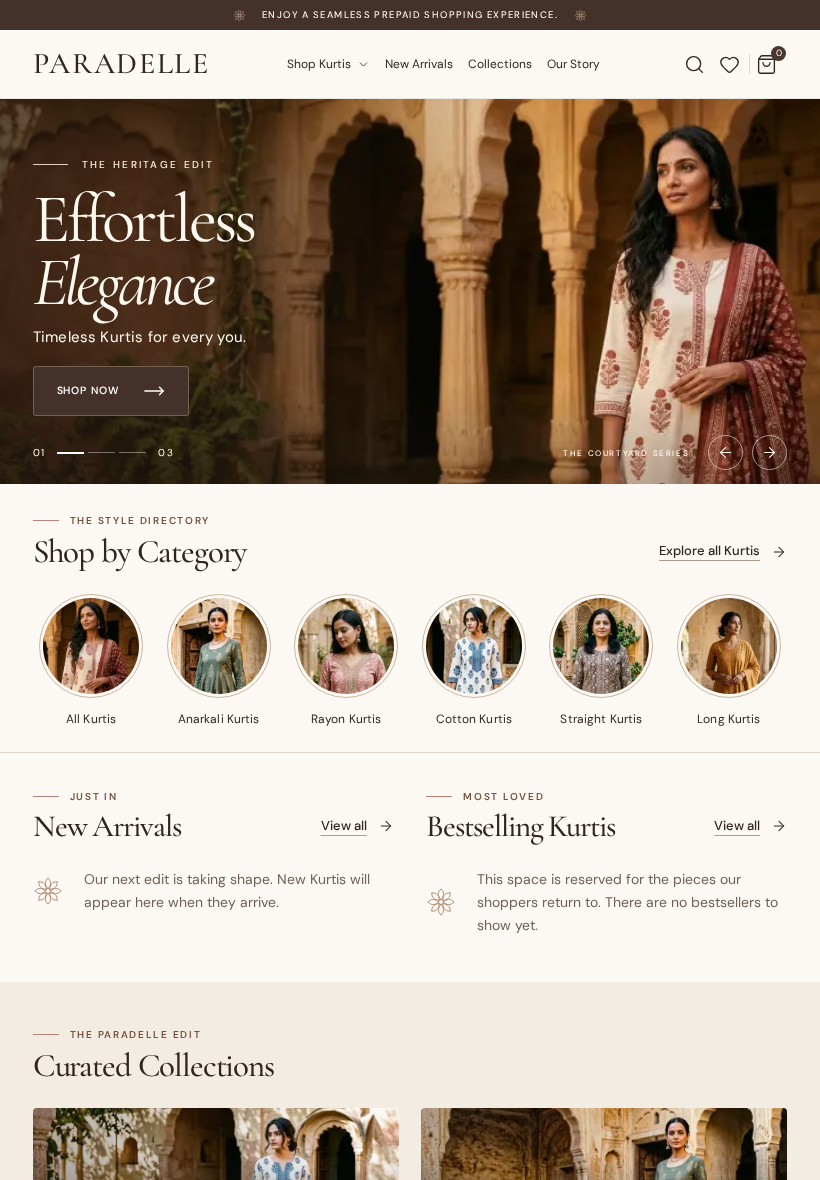 ENJOY A SEAMLESS PREPAID SHOPPING EXPERIENCE.
PARADELLE
Shop Kurtis
New Arrivals
Collections
Our Story
0
THE HERITAGE EDIT
Effortless
Elegance
Timeless Kurtis for every you.
SHOP NOW
01
03
THE COURTYARD SERIES
THE STYLE DIRECTORY
Shop by Category
Explore all Kurtis
All Kurtis
Anarkali Kurtis
Rayon Kurtis
Cotton Kurtis
Straight Kurtis
Long Kurtis
JUST IN
New Arrivals
View all
Our next edit is taking shape. New Kurtis will
appear here when they arrive.
MOST LOVED
Bestselling Kurtis
View all
This space is reserved for the pieces our
shoppers return to. There are no bestsellers to
show yet.
THE PARADELLE EDIT
Curated Collections